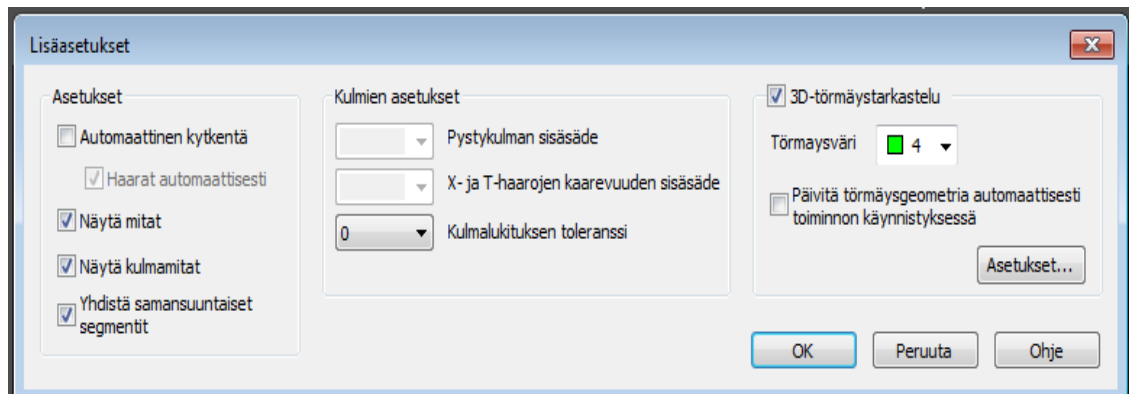 Lisäasetukset
Asetukset
Automaattinen kytkentä
Haarat automaattisesti
Näytä mitat
Näytä kulmamitat
Yhdistä samansuuntaiset
segmentit
Kulmien asetukset
Pystykulman sisäsäde
X- ja T-haarojen kaarevuuden sisäsäde
0
Kulmalukituksen toleranssi
3D-törmäystarkastelu
Törmaysväri
4
Päivitä törmäysgeometria automaattisesti
toiminnon käynnistyksessä
Asetukset...
OK
Peruuta
Ohje